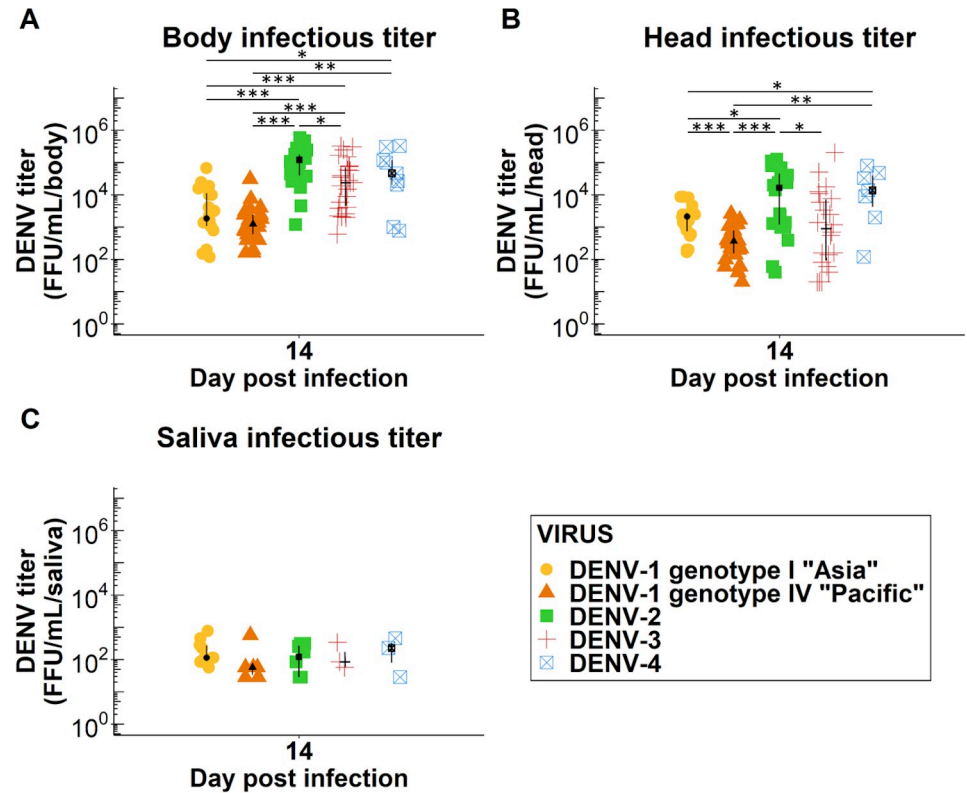 A
Body infectious titer
*
**
***
***
***
***
*
DENV titer
(FFU/mL/body)
10^6
10^4
10^2
10^0
14
Day post infection
B
Head infectious titer
*
**
*
***
***
*
DENV titer
(FFU/mL/head)
10^6
10^4
10^2
10^0
14
Day post infection
C
Saliva infectious titer
DENV titer
(FFU/mL/saliva)
10^6
10^4
10^2
10^0
14
Day post infection
VIRUS
DENV-1 genotype I "Asia"
DENV-1 genotype IV "Pacific"
DENV-2
DENV-3
DENV-4